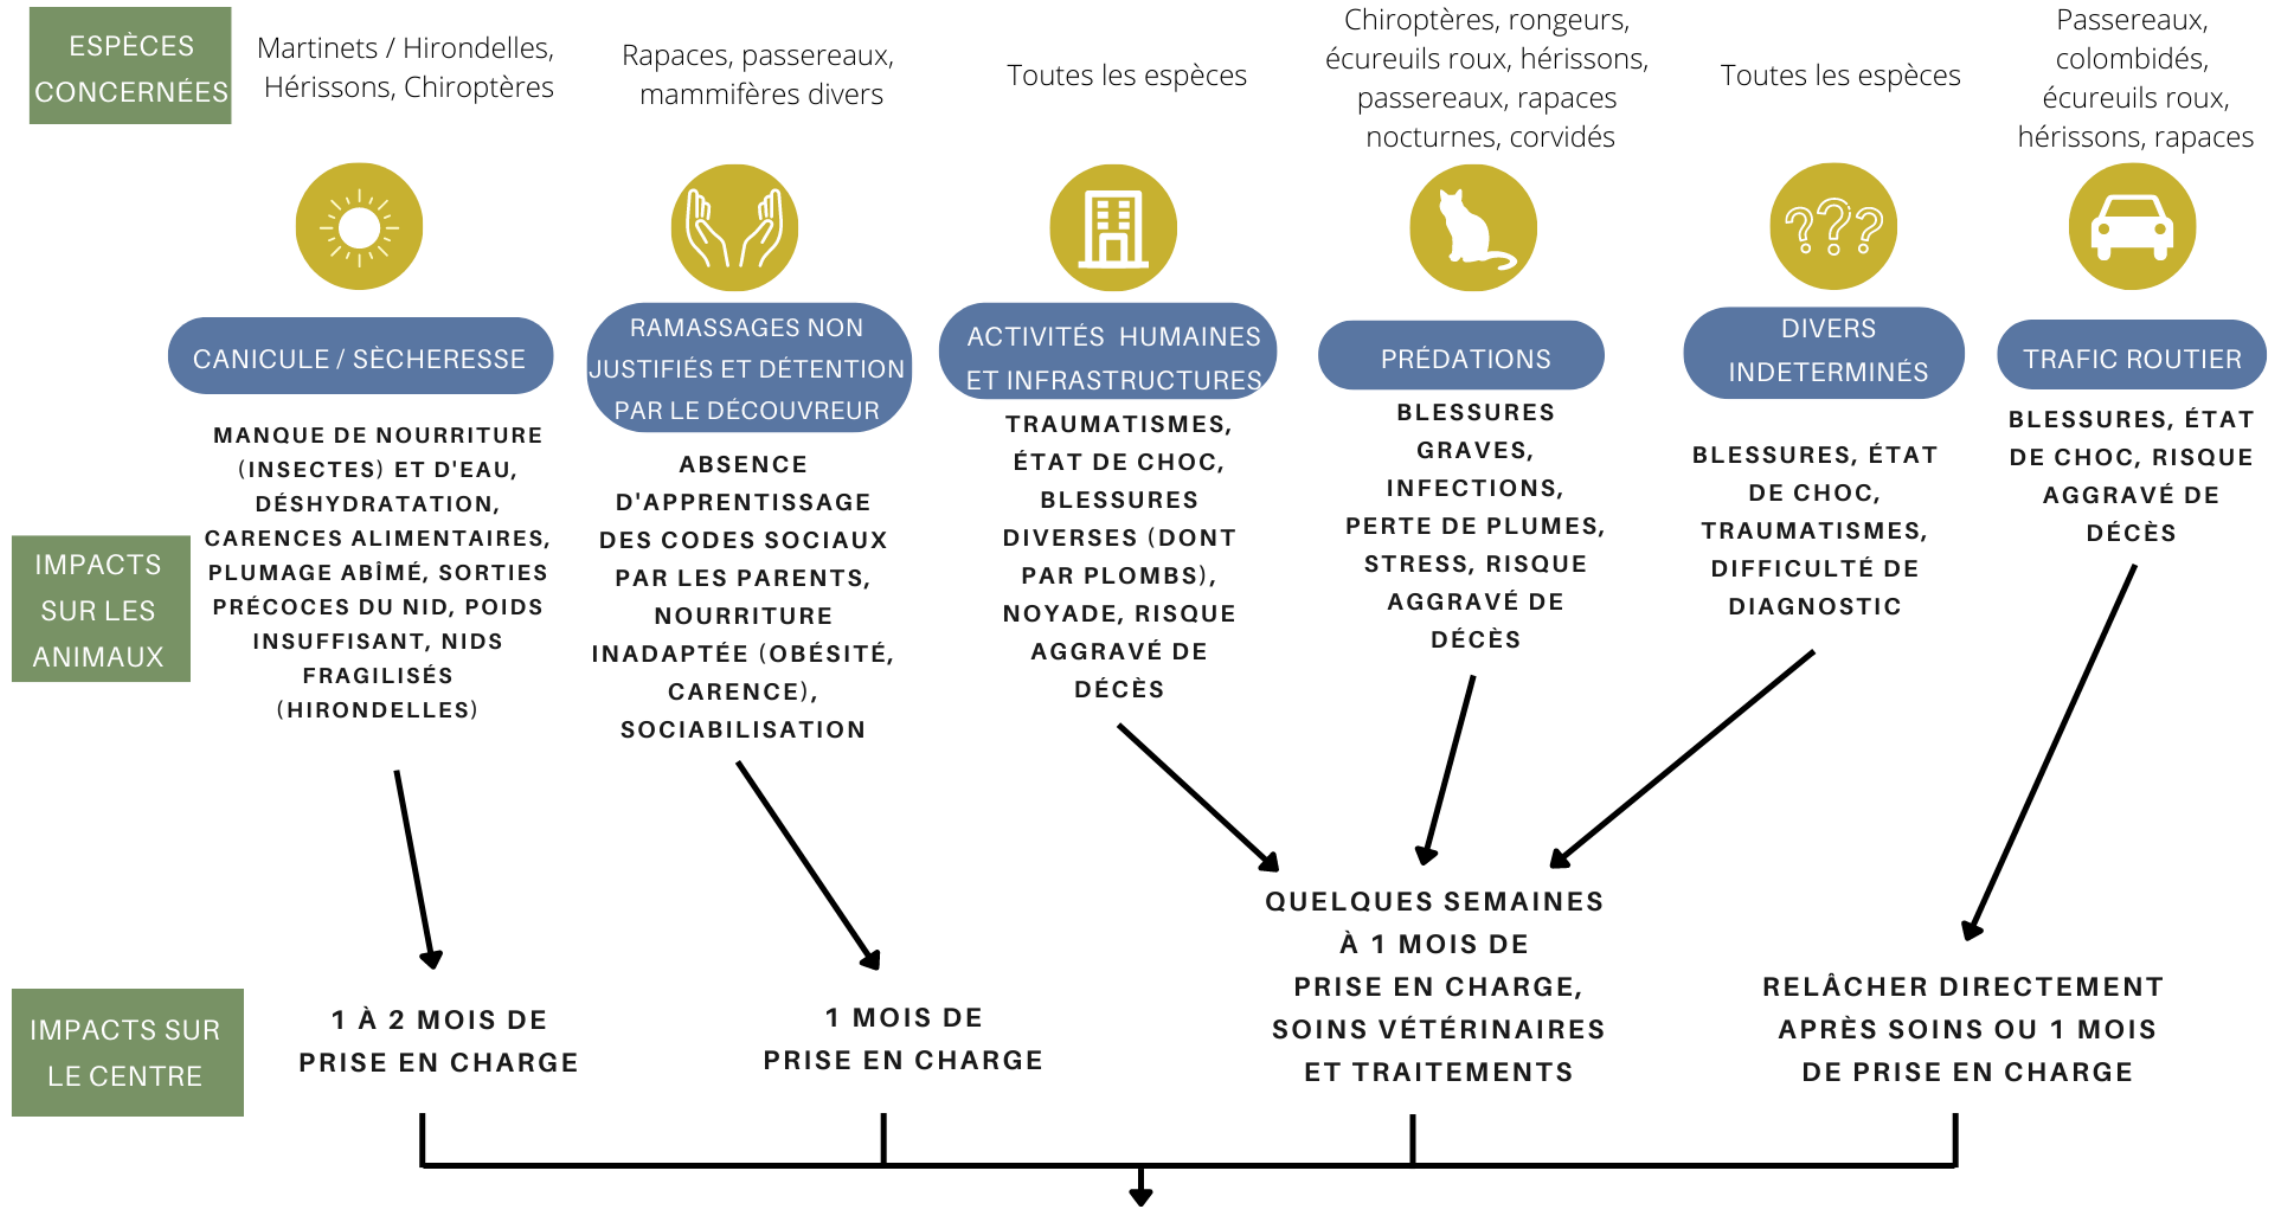 ESPÈCES
CONCERNÉES
Martinets / Hirondelles,
Hérissons, Chiroptères
Rapaces, passereaux,
mammifères divers
Toutes les espèces
Chiroptères, rongeurs,
écureuils roux, hérissons,
passereaux, rapaces
nocturnes, corvidés
Toutes les espèces
Passereaux,
colombidés,
écureuils roux,
hérissons, rapaces
???
CANICULE / SÈCHERESSE
RAMASSAGES NON
JUSTIFIÉS ET DÉTENTION
PAR LE DÉCOUVREUR
ACTIVITÉS HUMAINES
ET INFRASTRUCTURES
PRÉDATIONS
DIVERS
INDETERMINÉS
TRAFIC ROUTIER
IMPACTS
SUR LES
ANIMAUX
MANQUE DE NOURRITURE
(INSECTES) ET D'EAU,
DÉSHYDRATATION,
CARENCES ALIMENTAIRES,
PLUMAGE ABÎMÉ, SORTIES
PRÉCOCES DU NID, POIDS
INSUFFISANT, NIDS
FRAGILISÉS
(HIRONDELLES)
ABSENCE
D'APPRENTISSAGE
DES CODES SOCIAUX
PAR LES PARENTS,
NOURRITURE
INADAPTÉE (OBÉSITÉ,
CARENCE),
SOCIABILISATION
TRAUMATISMES,
ÉTAT DE CHOC,
BLESSURES
DIVERSES (DONT
PAR PLOMBS),
NOYADE, RISQUE
AGGRAVÉ DE
DÉCÈS
BLESSURES
GRAVES,
INFECTIONS,
PERTE DE PLUMES,
STRESS, RISQUE
AGGRAVÉ DE
DÉCÈS
BLESSURES, ÉTAT
DE CHOC,
TRAUMATISMES,
DIFFICULTÉ DE
DIAGNOSTIC
BLESSURES, ÉTAT
DE CHOC, RISQUE
AGGRAVÉ DE
DÉCÈS
IMPACTS SUR
LE CENTRE
1 À 2 MOIS DE
PRISE EN CHARGE
1 MOIS DE
PRISE EN CHARGE
QUELQUES SEMAINES
À 1 MOIS DE
PRISE EN CHARGE,
SOINS VÉTÉRINAIRES
ET TRAITEMENTS
RELÂCHER DIRECTEMENT
APRÈS SOINS OU 1 MOIS
DE PRISE EN CHARGE